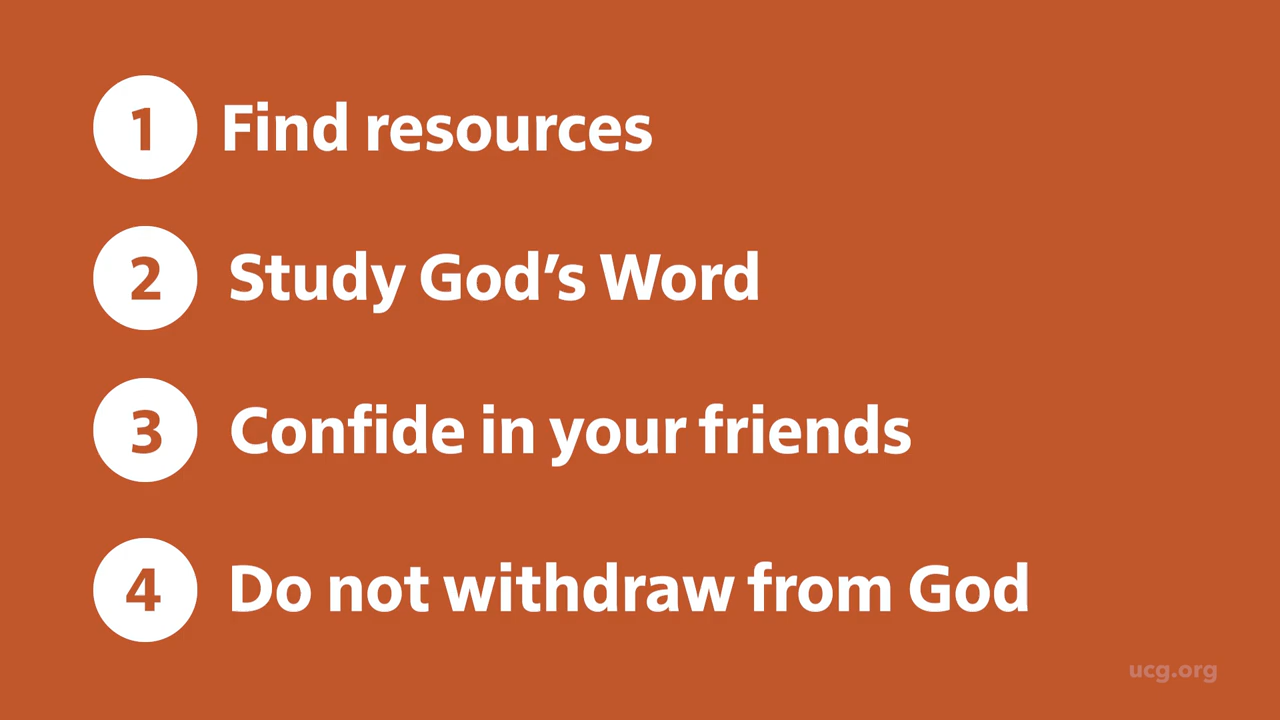 1 Find resources
2 Study God’s Word
3 Confide in your friends
4 Do not withdraw from God
ucg.org